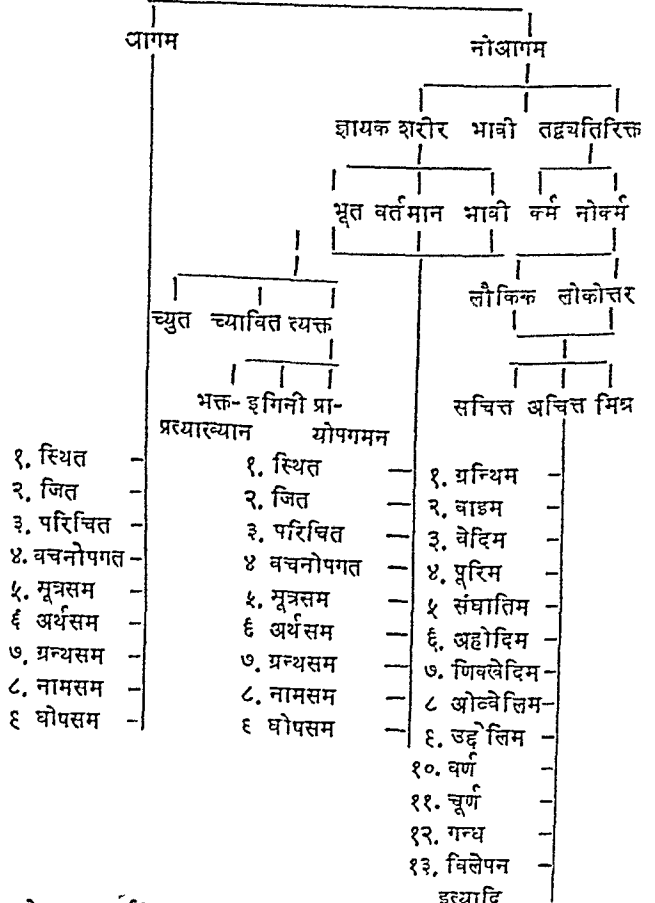 आगम
नोआगम
ज्ञायक शरीर भावी तद्वयतिरिक्त
भूत वर्तमान भावी कर्म नोकर्म
लौकिक लोकोत्तर
च्युत च्यावित त्यक्त
भक्त- इगिनी प्रा-
प्रत्याख्यान योपगमन
सचित्त अचित्त मिश्र
१. स्थित
२. जित
३. परिचित
४. वचनोपगत
५. सूत्रसम
६ अर्थसम
७. ग्रन्थसम
८. नामसम
९ घोषसम
१. स्थित
२. जित
३. परिचित
४ वचनोपगत
५. सूत्रसम
६ अर्थसम
७. ग्रन्थसम
८. नामसम
९ घोषसम
१. ग्रन्थिम
२. वाइम
३. वेदिम
४. पूरिम
५ संघातिम
६. अहोदिम
७. णिक्खेदिम
८ ओव्वेलिम
९. उद्देलिम
१०. वर्ण
११. चूर्ण
१२. गन्ध
१३. विलेपन
इत्यादि